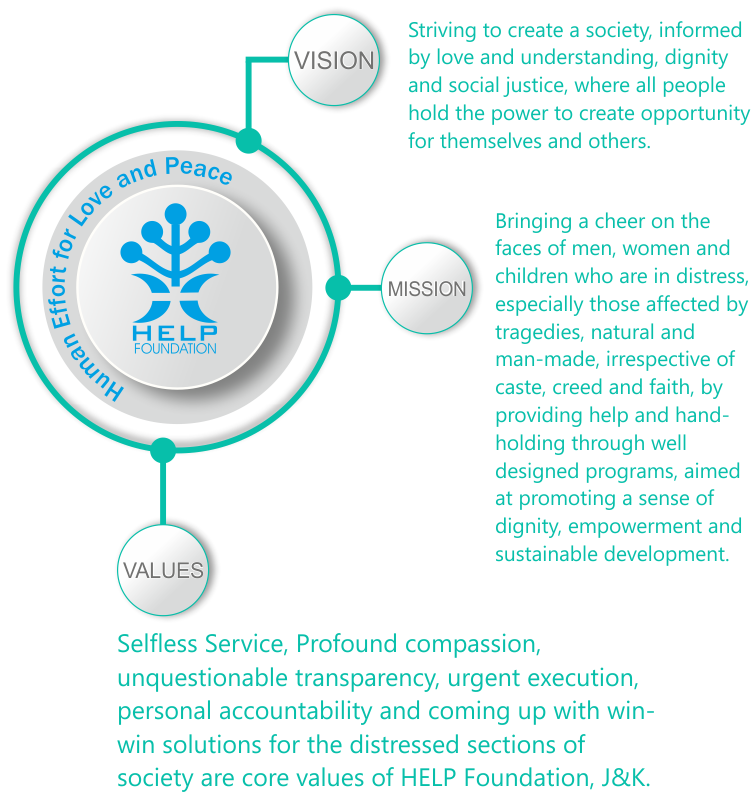 VISION
Striving to create a society, informed
by love and understanding, dignity
and social justice, where all people
hold the power to create opportunity
for themselves and others.
Human Effort for Love and Peace
HELP
FOUNDATION
MISSION
Bringing a cheer on the
faces of men, women and
children who are in distress,
especially those affected by
tragedies, natural and
man-made, irrespective of
caste, creed and faith, by
providing help and hand-
holding through well
designed programs, aimed
at promoting a sense of
dignity, empowerment and
sustainable development.
VALUES
Selfless Service, Profound compassion,
unquestionable transparency, urgent execution,
personal accountability and coming up with win-
win solutions for the distressed sections of
society are core values of HELP Foundation, J&K.